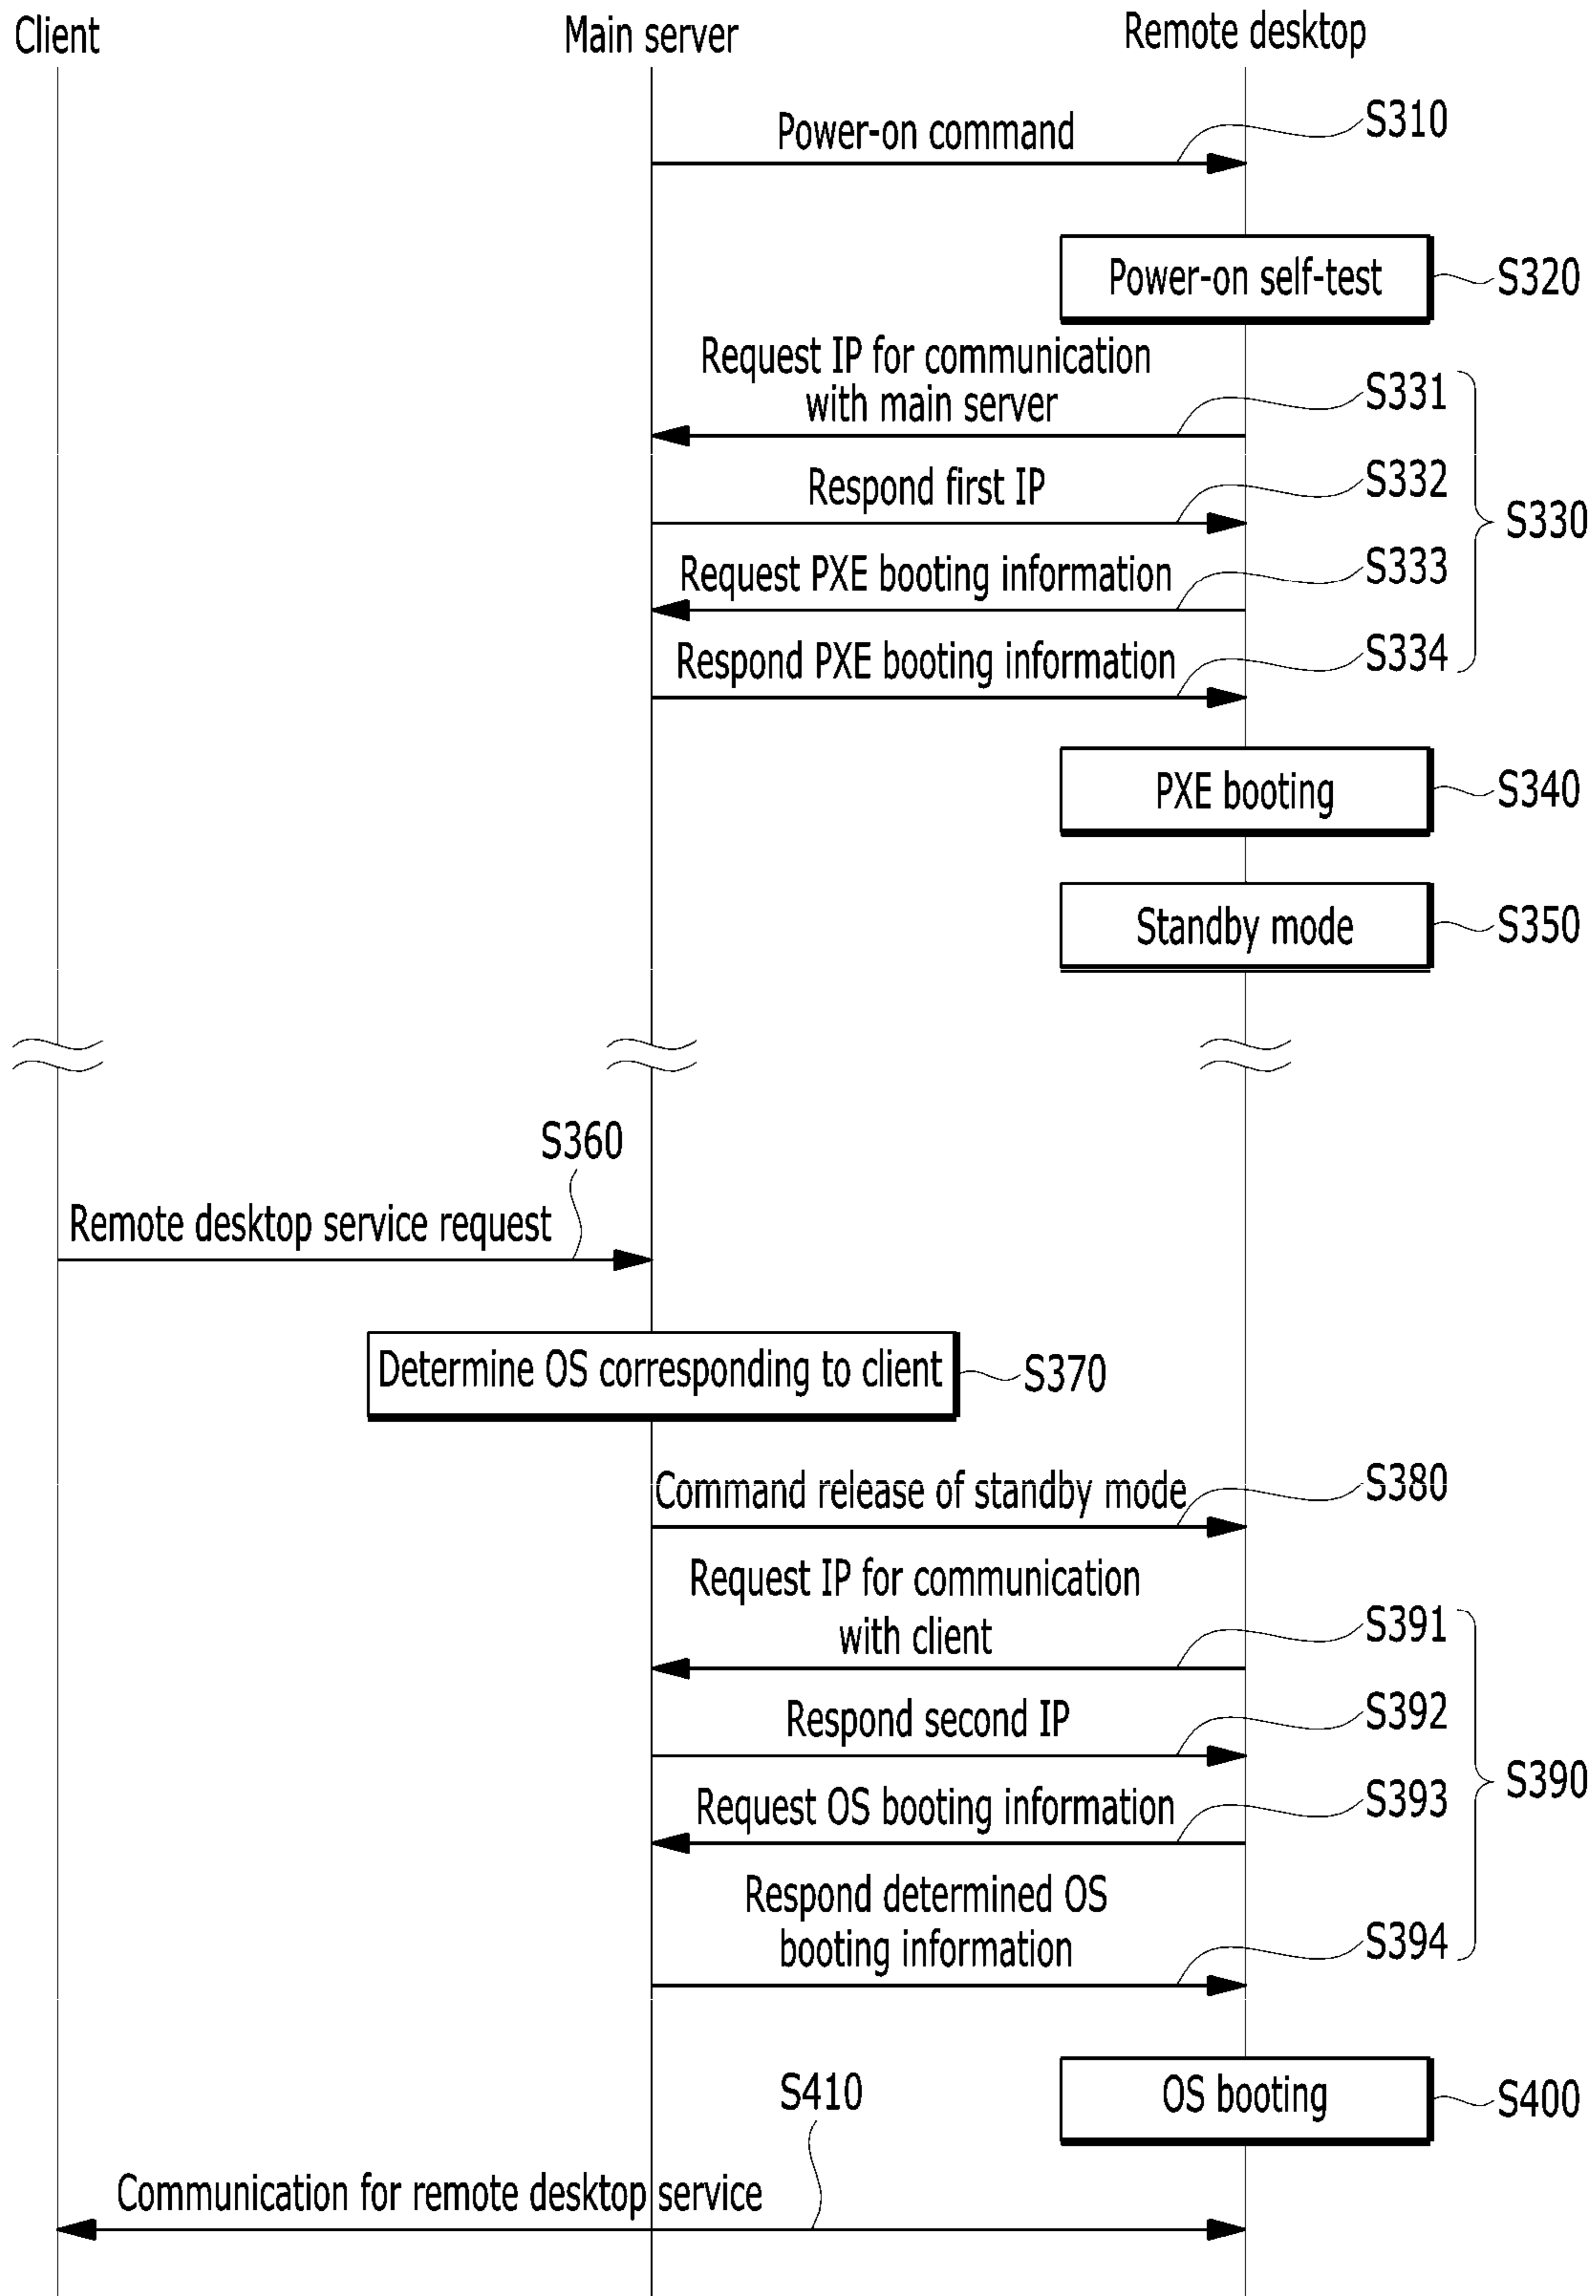 Client
Main server
Remote desktop
Power-on command
S310
Power-on self-test
S320
Request IP for communication
with main server
S331
Respond first IP
S332
S330
Request PXE booting information
S333
Respond PXE booting information
S334
PXE booting
S340
Standby mode
S350
S360
Remote desktop service request
Determine OS corresponding to client
S370
Command release of standby mode
S380
Request IP for communication
with client
S391
Respond second IP
S392
S390
Request OS booting information
S393
Respond determined OS
booting information
S394
OS booting
S400
S410
Communication for remote desktop service